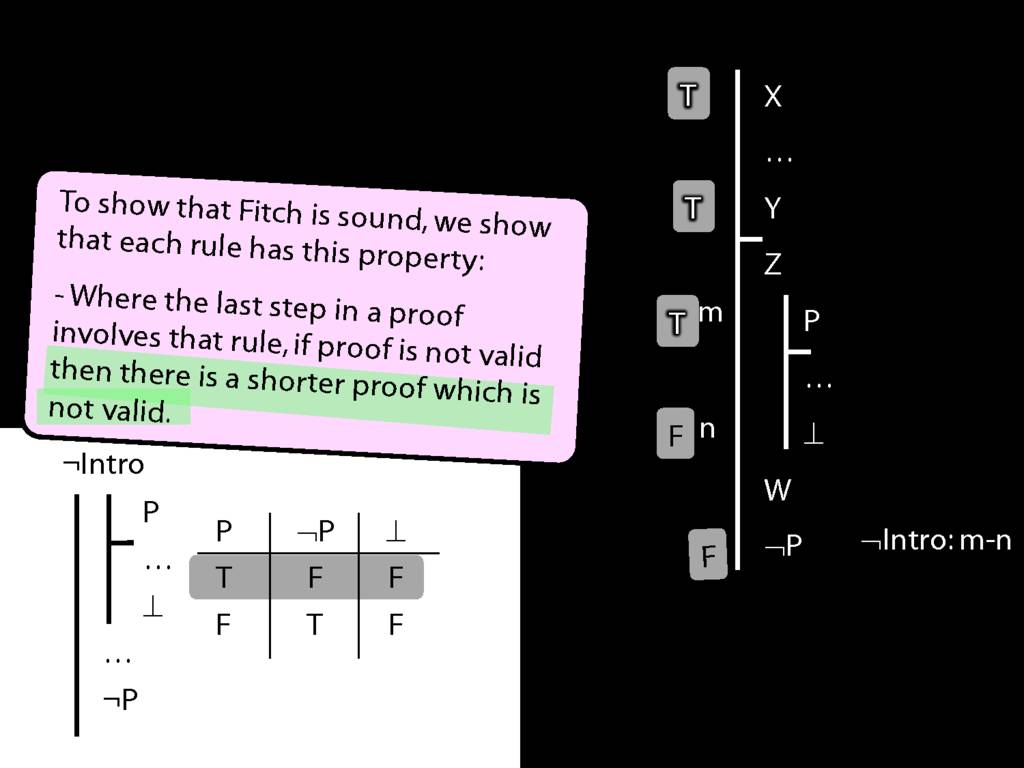 To show that Fitch is sound, we show
that each rule has this property:
- Where the last step in a proof
involves that rule, if proof is not valid
then there is a shorter proof which is
not valid.
¬Intro
P
...
⊥
...
¬P
P ¬P ⊥
T F F
F T F
T X
...
T Y
Z
T m P
...
F n ⊥
W
F ¬P ¬Intro: m-n